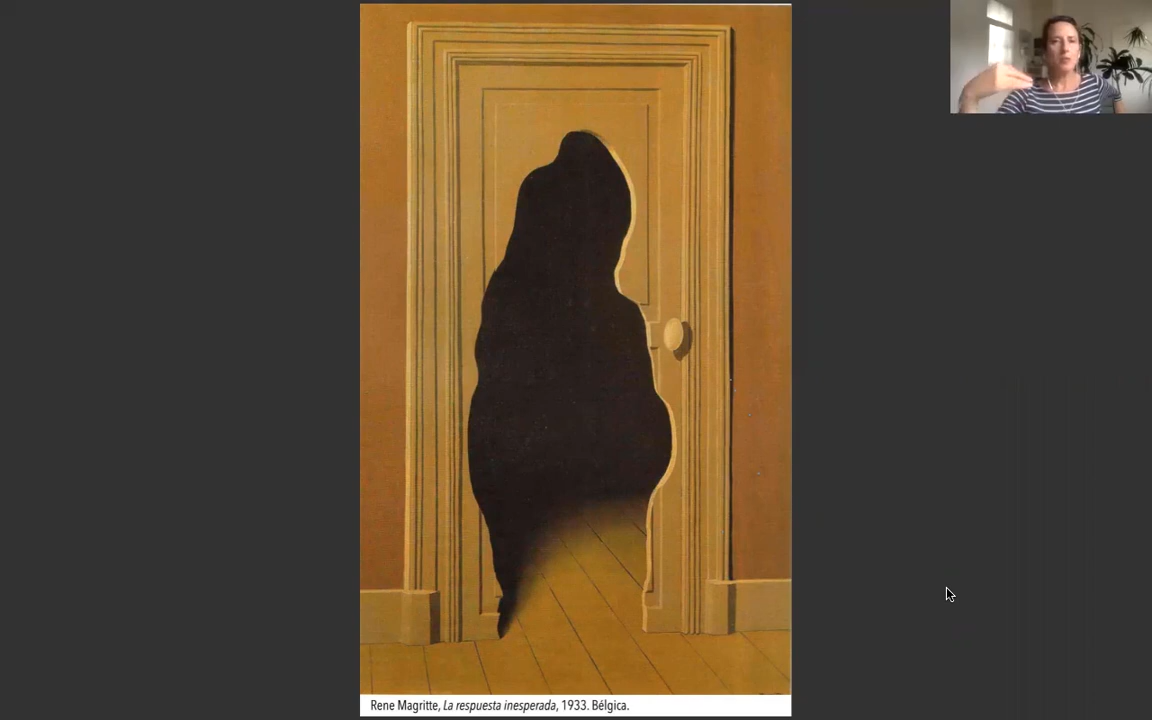 Rene Magritte, La respuesta inesperada, 1933. Bélgica.